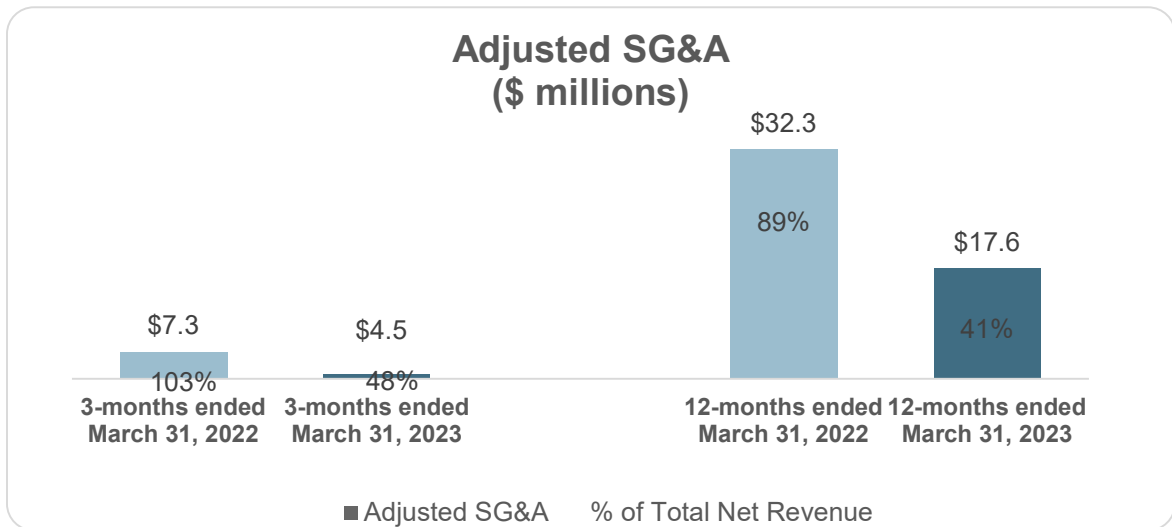 Adjusted SG&A
($ millions)
$32.3
89%
$17.6
41%
$7.3
103%
$4.5
48%
3-months ended
March 31, 2022
3-months ended
March 31, 2023
12-months ended
March 31, 2022
12-months ended
March 31, 2023
Adjusted SG&A
% of Total Net Revenue